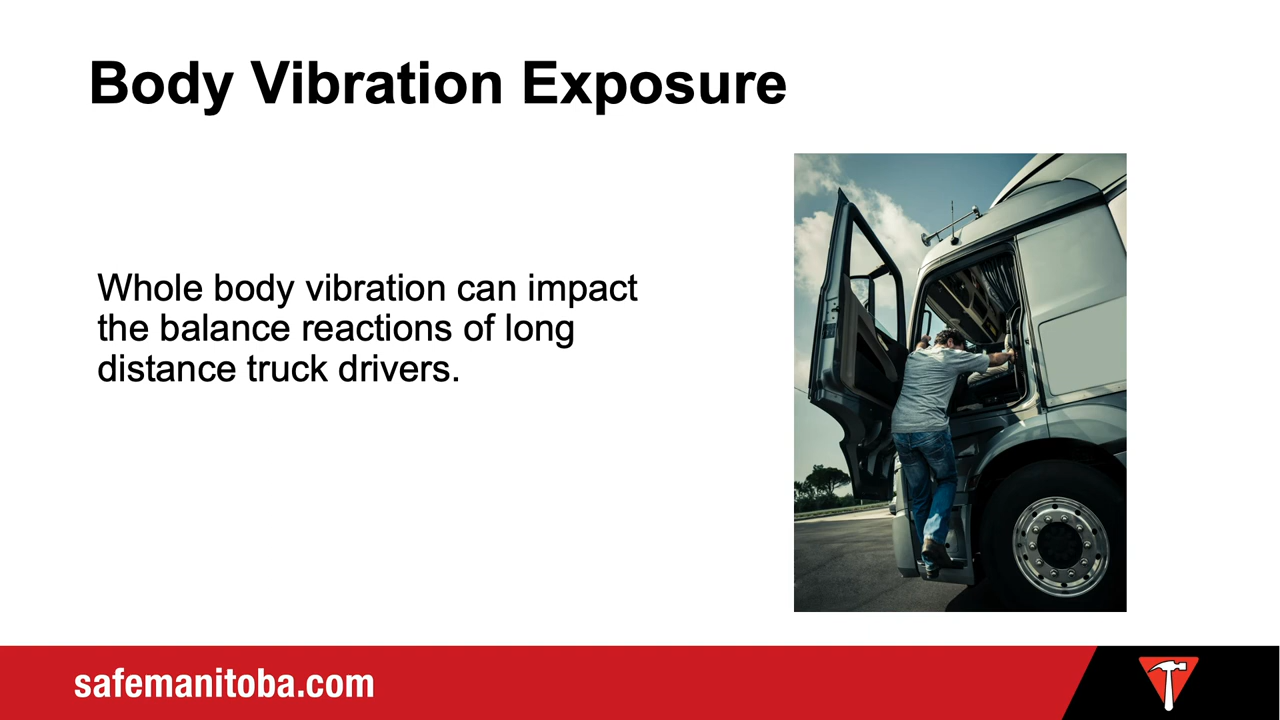 Body Vibration Exposure
Whole body vibration can impact
the balance reactions of long
distance truck drivers.
safemanitoba.com